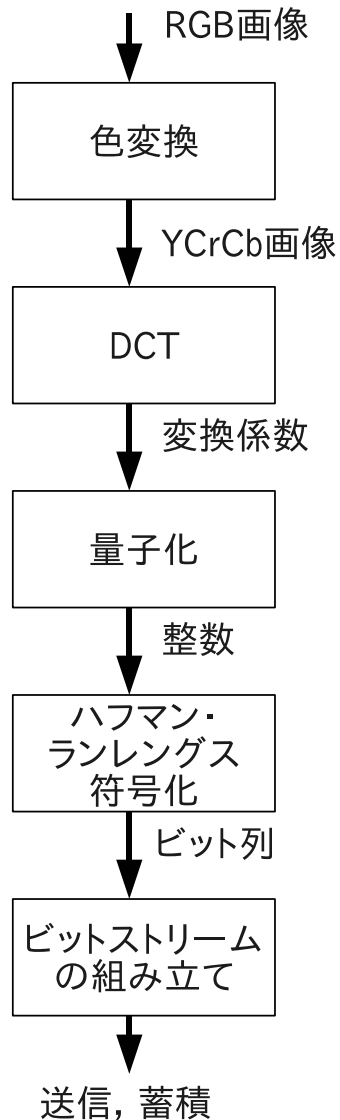 RGB画像
色変換
YCrCb画像
DCT
変換係数
量子化
整数
ハフマン・
ランレングス
符号化
ビット列
ビットストリーム
の組み立て
送信, 蓄積